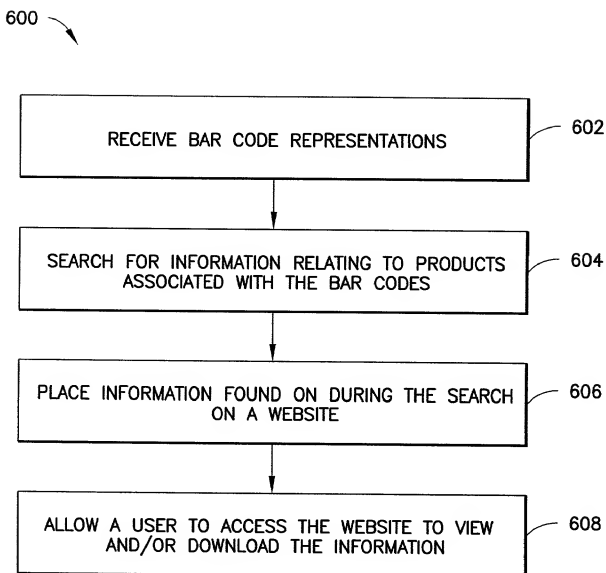 600
RECEIVE BAR CODE REPRESENTATIONS
602
SEARCH FOR INFORMATION RELATING TO PRODUCTS
ASSOCIATED WITH THE BAR CODES
604
PLACE INFORMATION FOUND ON DURING THE SEARCH
ON A WEBSITE
606
ALLOW A USER TO ACCESS THE WEBSITE TO VIEW
AND/OR DOWNLOAD THE INFORMATION
608